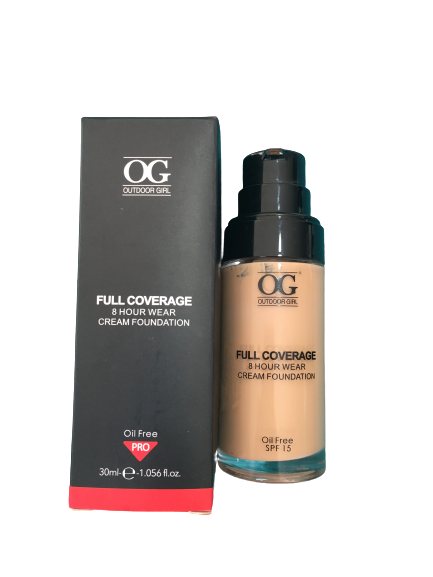 OG
OUTDOOR GIRL
FULL COVERAGE
8 HOUR WEAR
CREAM FOUNDATION
Oil Free
PRO
30ml-℮-1.056 fl.oz.
OG
OUTDOOR GIRL
FULL COVERAGE
8 HOUR WEAR
CREAM FOUNDATION
Oil Free
SPF 15